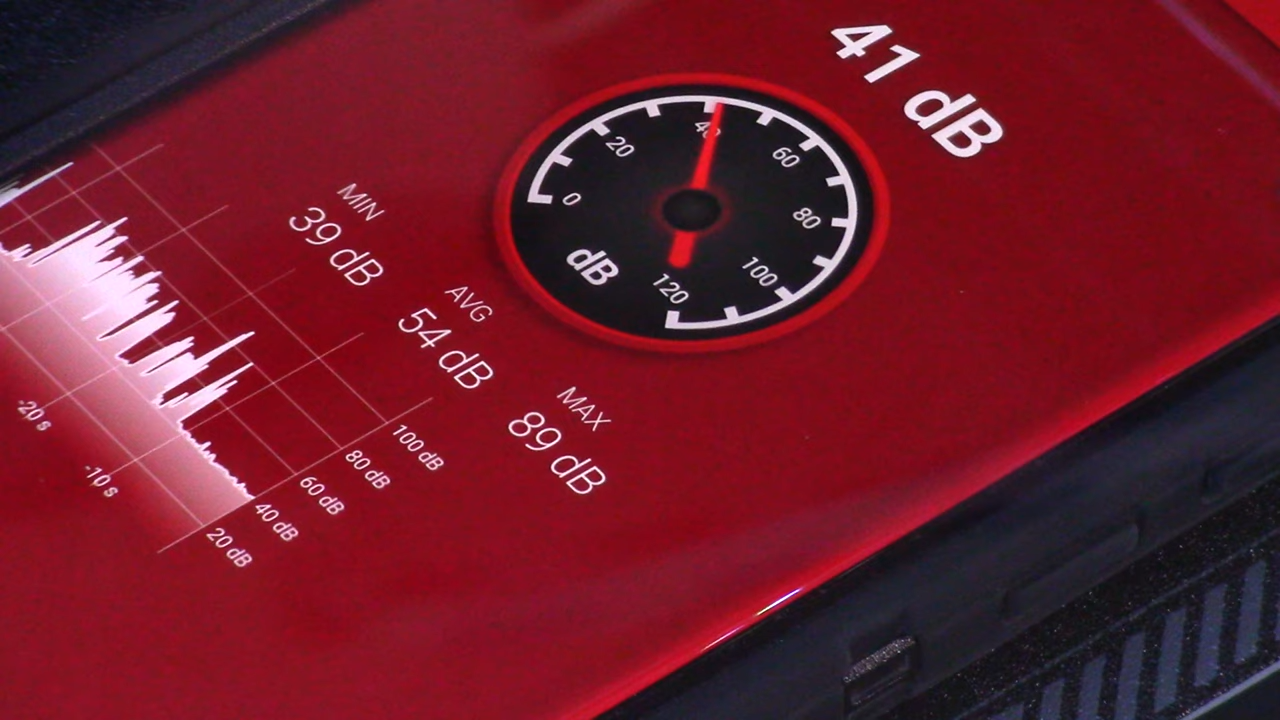 41 dB
0
20
40
60
80
100
120
dB
MIN
39 dB
AVG
54 dB
MAX
89 dB
100 dB
80 dB
60 dB
40 dB
20 dB
-20 s
-10 s